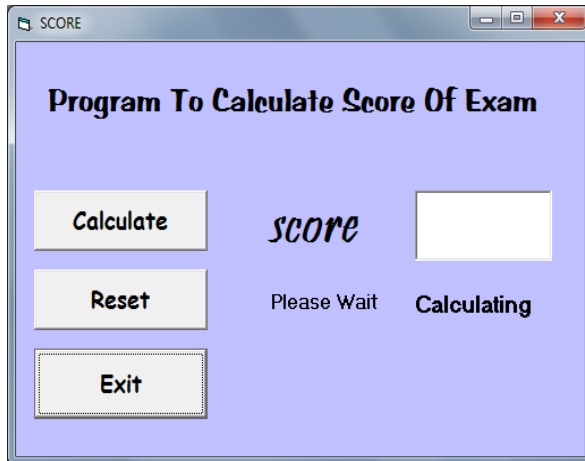 SCORE
Program To Calculate Score Of Exam
Calculate
score
Reset
Please Wait
Calculating
Exit